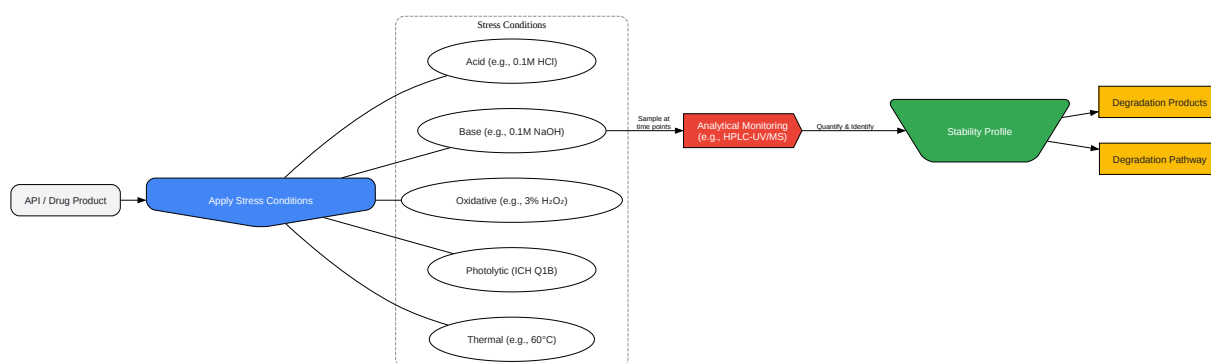 Stress Conditions
Acid (e.g., 0.1M HCl)
Base (e.g., 0.1M NaOH)
Oxidative (e.g., 3% H₂O₂)
Photolytic (ICH Q1B)
Thermal (e.g., 60°C)
API / Drug Product
Apply Stress Conditions
Sample at
time points
Analytical Monitoring
(e.g., HPLC-UV/MS)
Quantify & Identify
Stability Profile
Degradation Products
Degradation Pathway